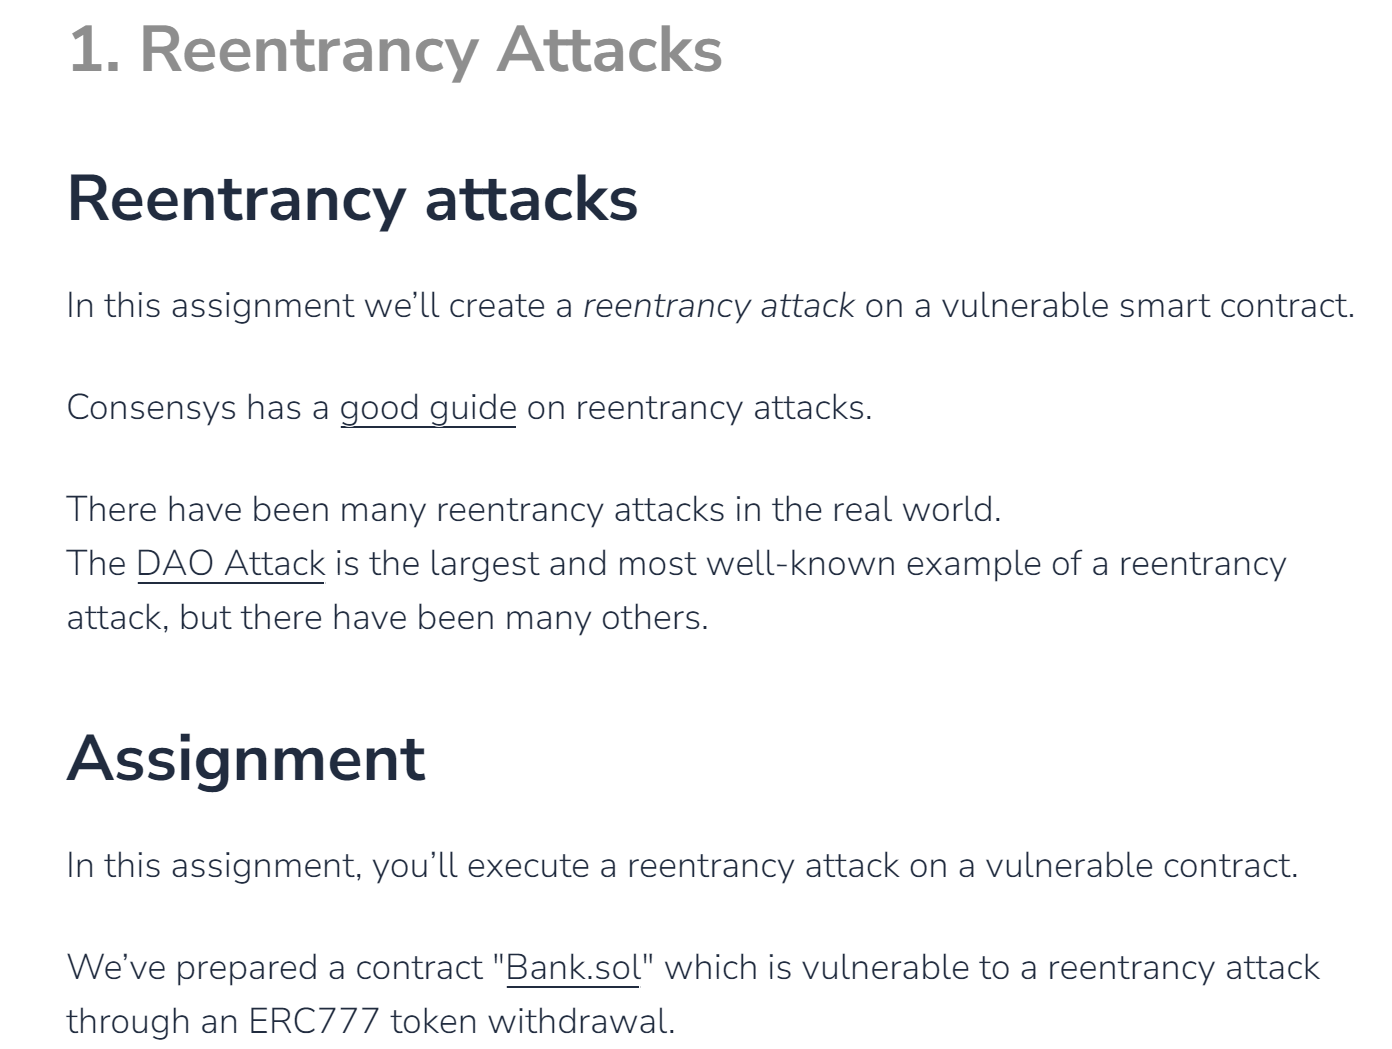 1. Reentrancy Attacks
Reentrancy attacks
In this assignment we’ll create a reentrancy attack on a vulnerable smart contract.
Consensys has a good guide on reentrancy attacks.
There have been many reentrancy attacks in the real world.
The DAO Attack is the largest and most well-known example of a reentrancy
attack, but there have been many others.
Assignment
In this assignment, you’ll execute a reentrancy attack on a vulnerable contract.
We’ve prepared a contract "Bank.sol" which is vulnerable to a reentrancy attack
through an ERC777 token withdrawal.